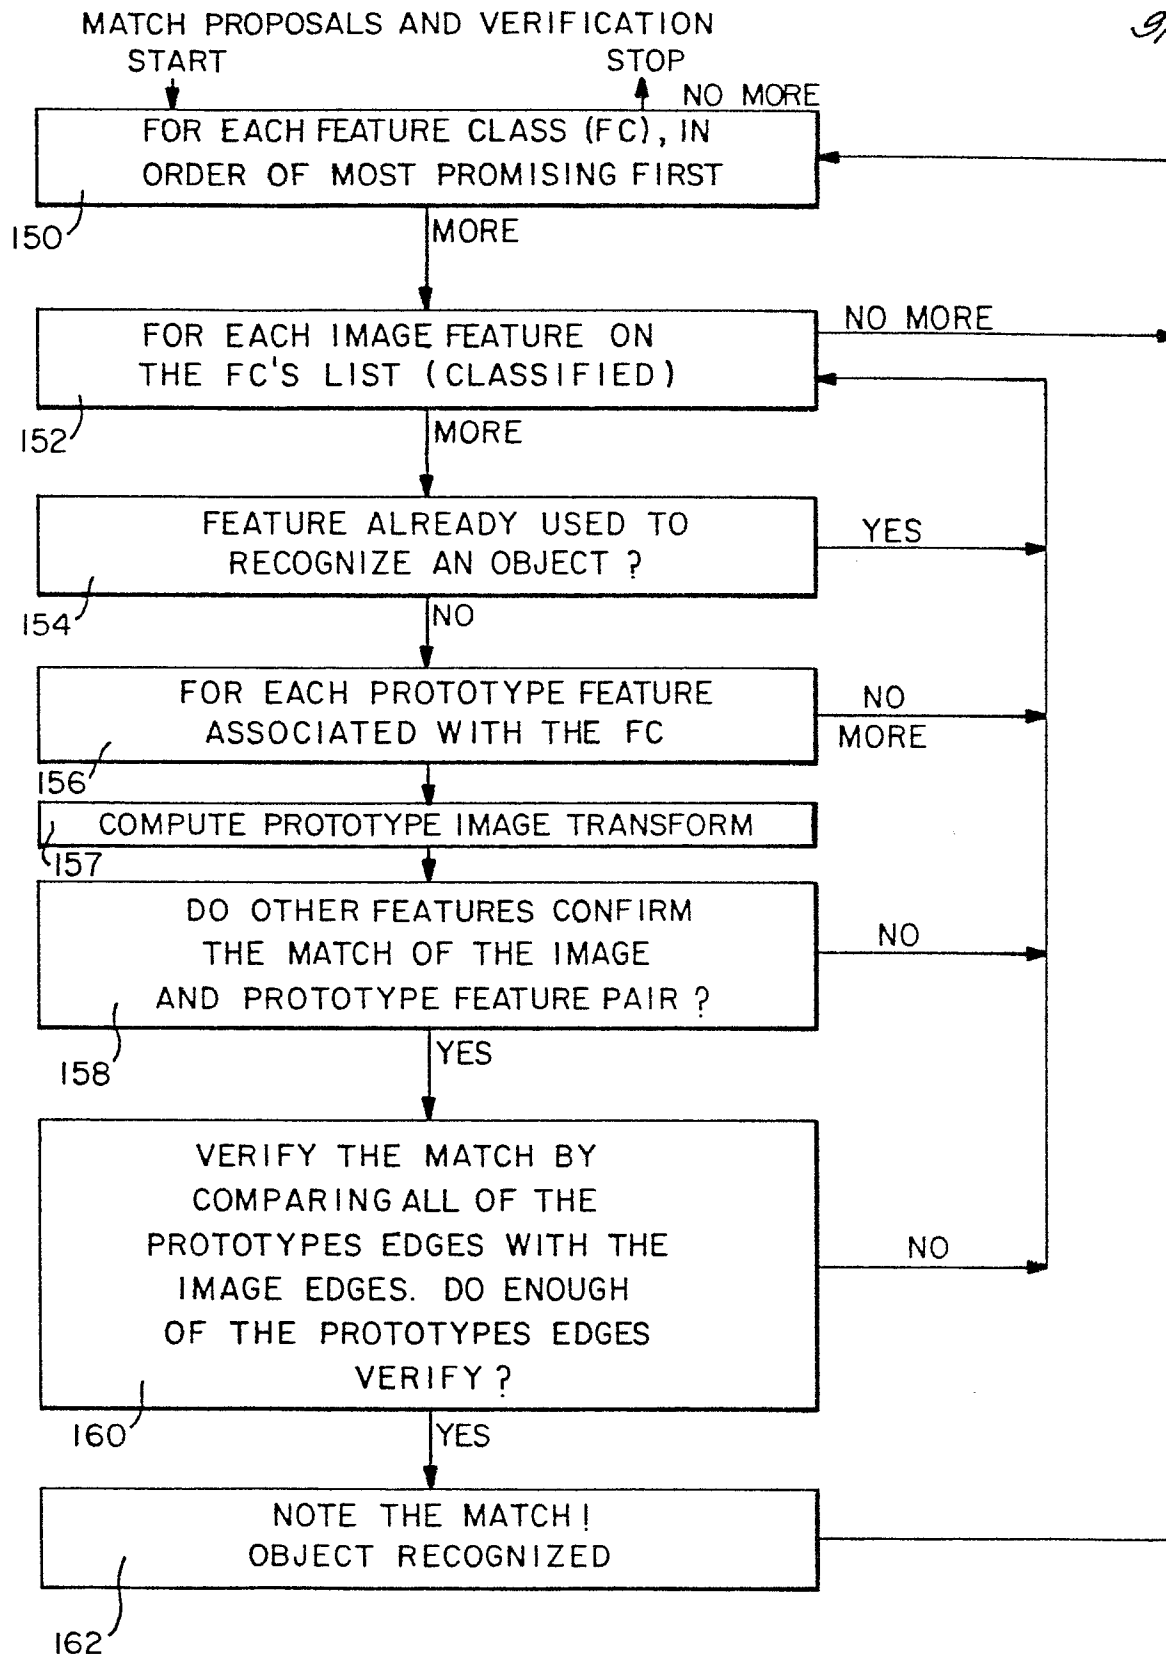 MATCH PROPOSALS AND VERIFICATION
START
STOP
NO MORE
FOR EACH FEATURE CLASS (FC), IN
ORDER OF MOST PROMISING FIRST
150
MORE
FOR EACH IMAGE FEATURE ON
THE FC'S LIST (CLASSIFIED)
NO MORE
152
MORE
FEATURE ALREADY USED TO
RECOGNIZE AN OBJECT ?
YES
154
NO
FOR EACH PROTOTYPE FEATURE
ASSOCIATED WITH THE FC
NO
MORE
156
COMPUTE PROTOTYPE IMAGE TRANSFORM
157
DO OTHER FEATURES CONFIRM
THE MATCH OF THE IMAGE
AND PROTOTYPE FEATURE PAIR ?
NO
158
YES
VERIFY THE MATCH BY
COMPARING ALL OF THE
PROTOTYPES EDGES WITH THE
IMAGE EDGES. DO ENOUGH
OF THE PROTOTYPES EDGES
VERIFY ?
NO
160
YES
NOTE THE MATCH !
OBJECT RECOGNIZED
162